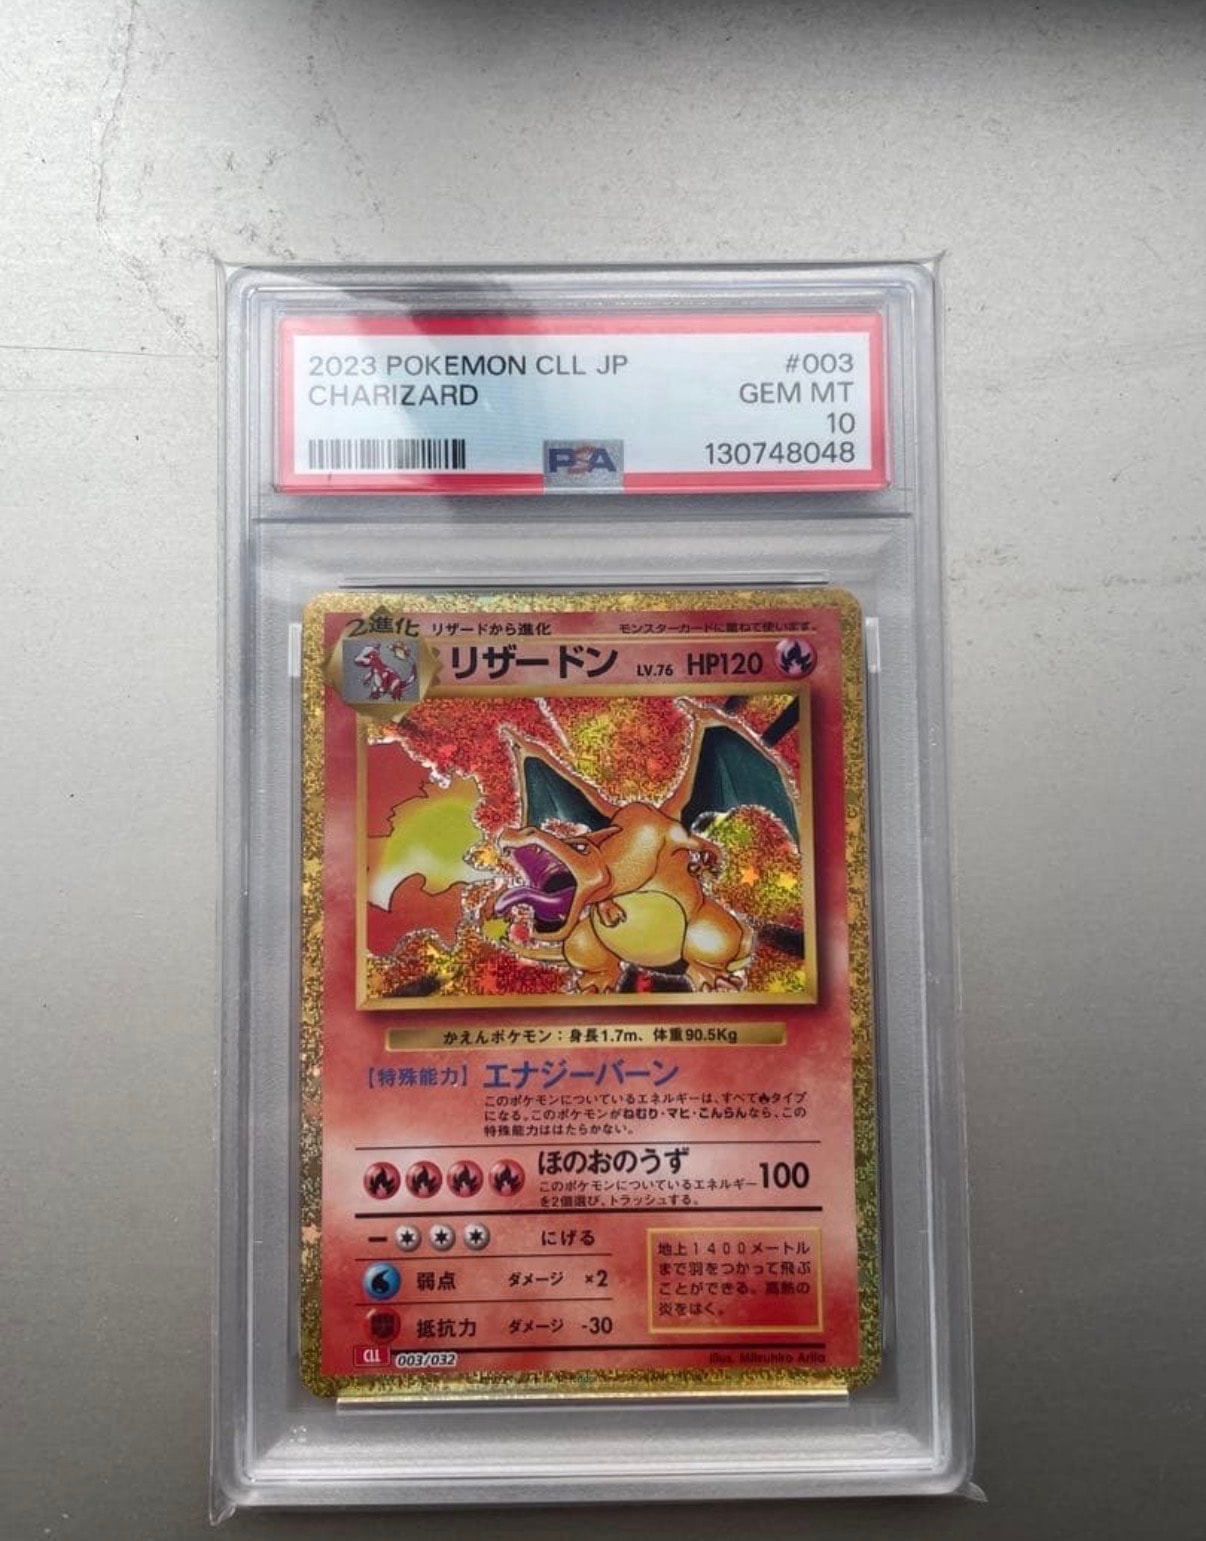 2023 POKEMON CLL JP #003
CHARIZARD GEM MT
10
PSA 130748048
2進化 リザードから進化 モンスターカードに重ねて使います。
リザードン LV.76 HP120
かえんポケモン：身長1.7m、体重90.5Kg
【特殊能力】エナジーバーン
このポケモンについているエネルギーは、すべて タイプ
になる。このポケモンがねむり・マヒ・こんらんなら、この
特殊能力ははたらかない。
ほのおのうず 100
このポケモンについているエネルギー
を2個選び、トラッシュする。
にげる
弱点 ダメージ ×2
抵抗力 ダメージ -30
地上1400メートル
まで羽をつかって飛ぶ
ことができる。高熱の
炎をはく。
CLL 003/032 Illus. Mitsuhiro Arita